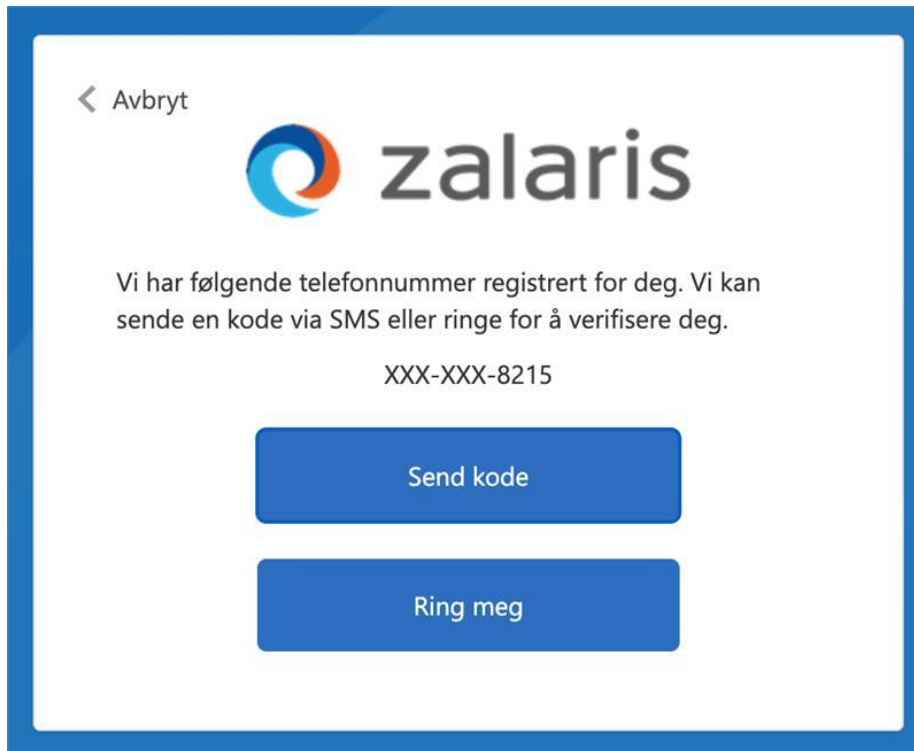 Avbryt
zalaris
Vi har følgende telefonnummer registrert for deg. Vi kan
sende en kode via SMS eller ringe for å verifisere deg.
XXX-XXX-8215
Send kode
Ring meg